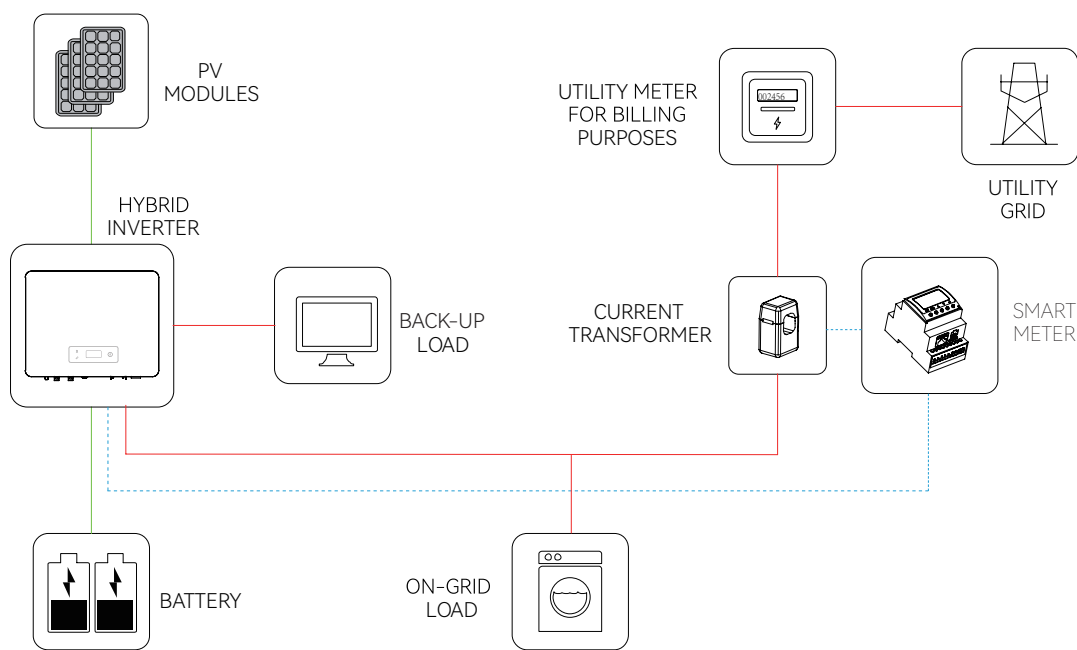 PV
MODULES
UTILITY METER
FOR BILLING
PURPOSES
002456
UTILITY
GRID
HYBRID
INVERTER
BACK-UP
LOAD
CURRENT
TRANSFORMER
SMART
METER
BATTERY
ON-GRID
LOAD